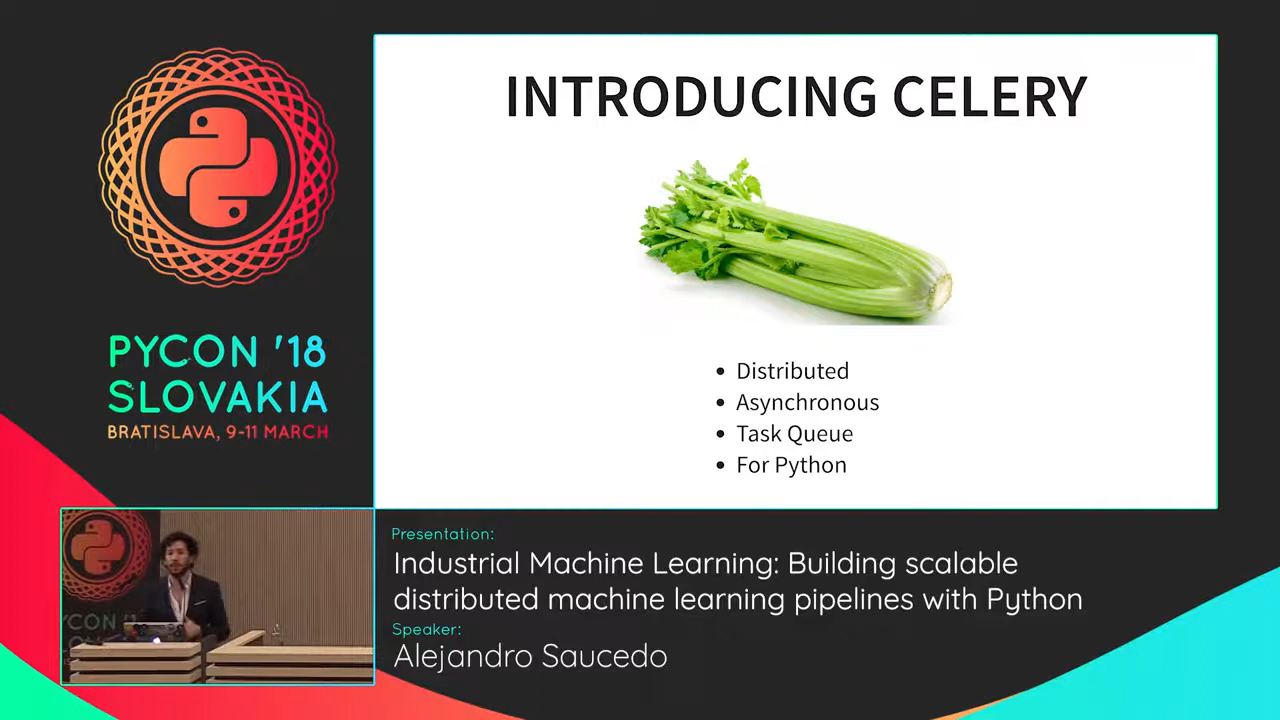 INTRODUCING CELERY
Distributed
Asynchronous
Task Queue
For Python
PYCON '18
SLOVAKIA
BRATISLAVA, 9-11 MARCH
Presentation:
Industrial Machine Learning: Building scalable
distributed machine learning pipelines with Python
Speaker:
Alejandro Saucedo